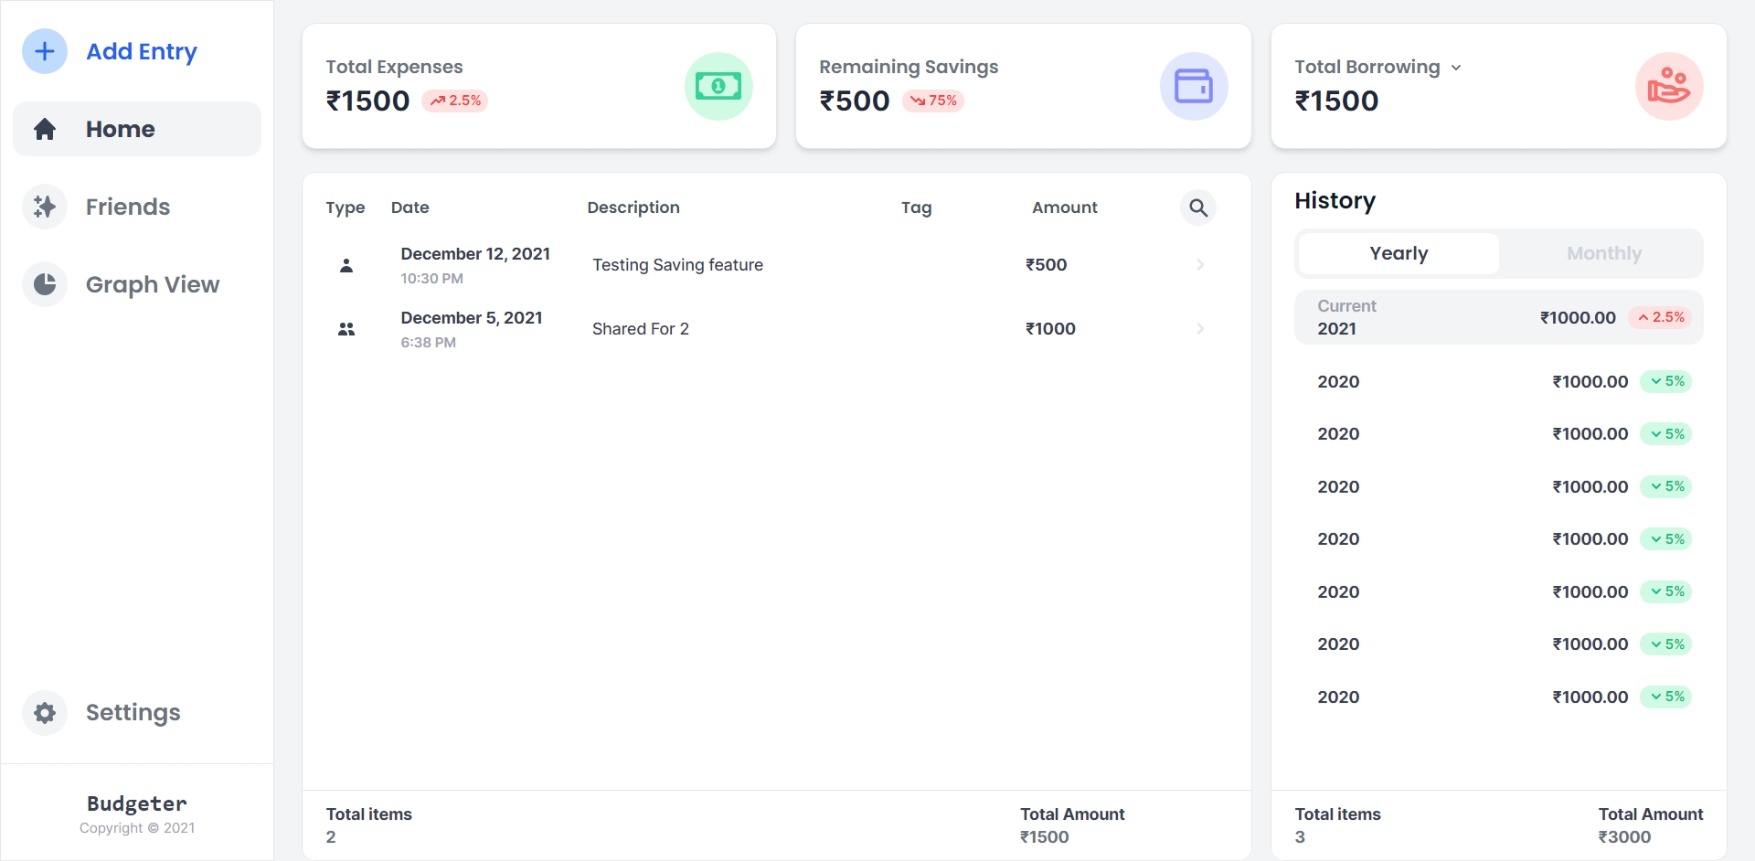 Add Entry
Home
Friends
Graph View
Settings
Budgeter
Copyright © 2021
Total Expenses
₹1500 2.5%
Remaining Savings
₹500 75%
Total Borrowing
₹1500
Type Date Description Tag Amount
December 12, 2021
10:30 PM
Testing Saving feature
₹500
December 5, 2021
6:38 PM
Shared For 2
₹1000
Total items
2
Total Amount
₹1500
History
Yearly Monthly
Current
2021
₹1000.00 2.5%
2020 ₹1000.00 5%
2020 ₹1000.00 5%
2020 ₹1000.00 5%
2020 ₹1000.00 5%
2020 ₹1000.00 5%
2020 ₹1000.00 5%
2020 ₹1000.00 5%
Total items
3
Total Amount
₹3000